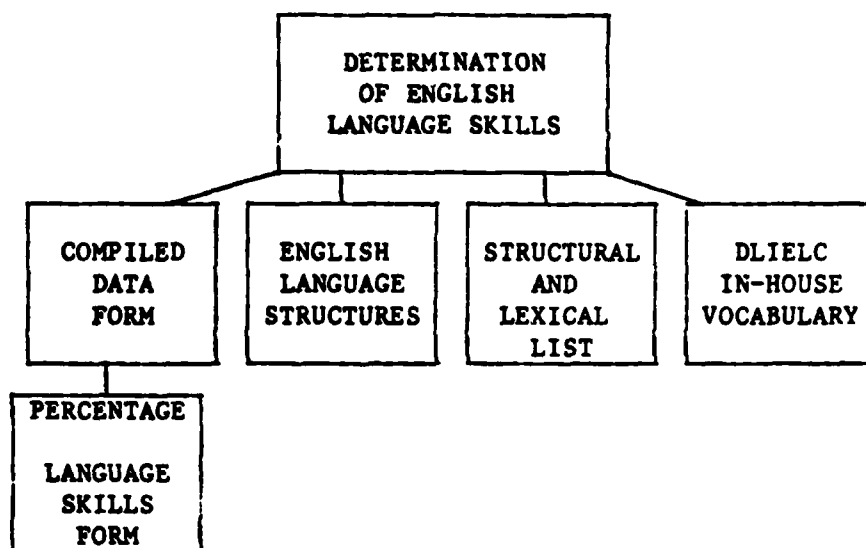 DETERMINATION
OF ENGLISH
LANGUAGE SKILLS
COMPILED
DATA
FORM
ENGLISH
LANGUAGE
STRUCTURES
STRUCTURAL
AND
LEXICAL
LIST
DLIELC
IN-HOUSE
VOCABULARY
PERCENTAGE
LANGUAGE
SKILLS
FORM